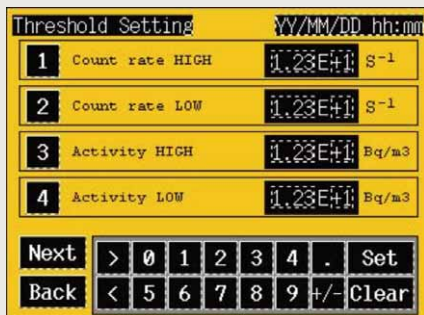 Threshold Setting YY/MM/DD hh:mm
1 Count rate HIGH 1.23E+1 S-1
2 Count rate LOW 1.23E+1 S-1
3 Activity HIGH 1.23E+1 Bq/m3
4 Activity LOW 1.23E+1 Bq/m3
Next > 0 1 2 3 4 . Set
Back < 5 6 7 8 9 +/- Clear